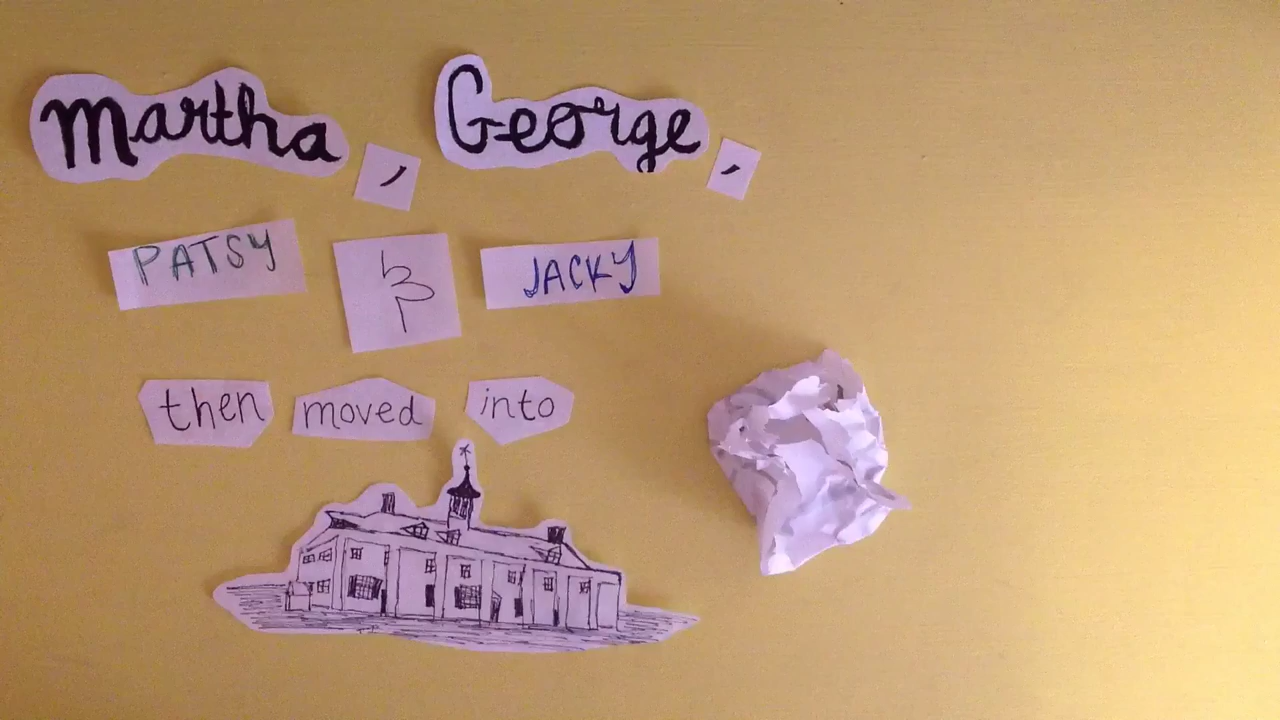 Martha, George,
PATSY & JACKY
then moved into